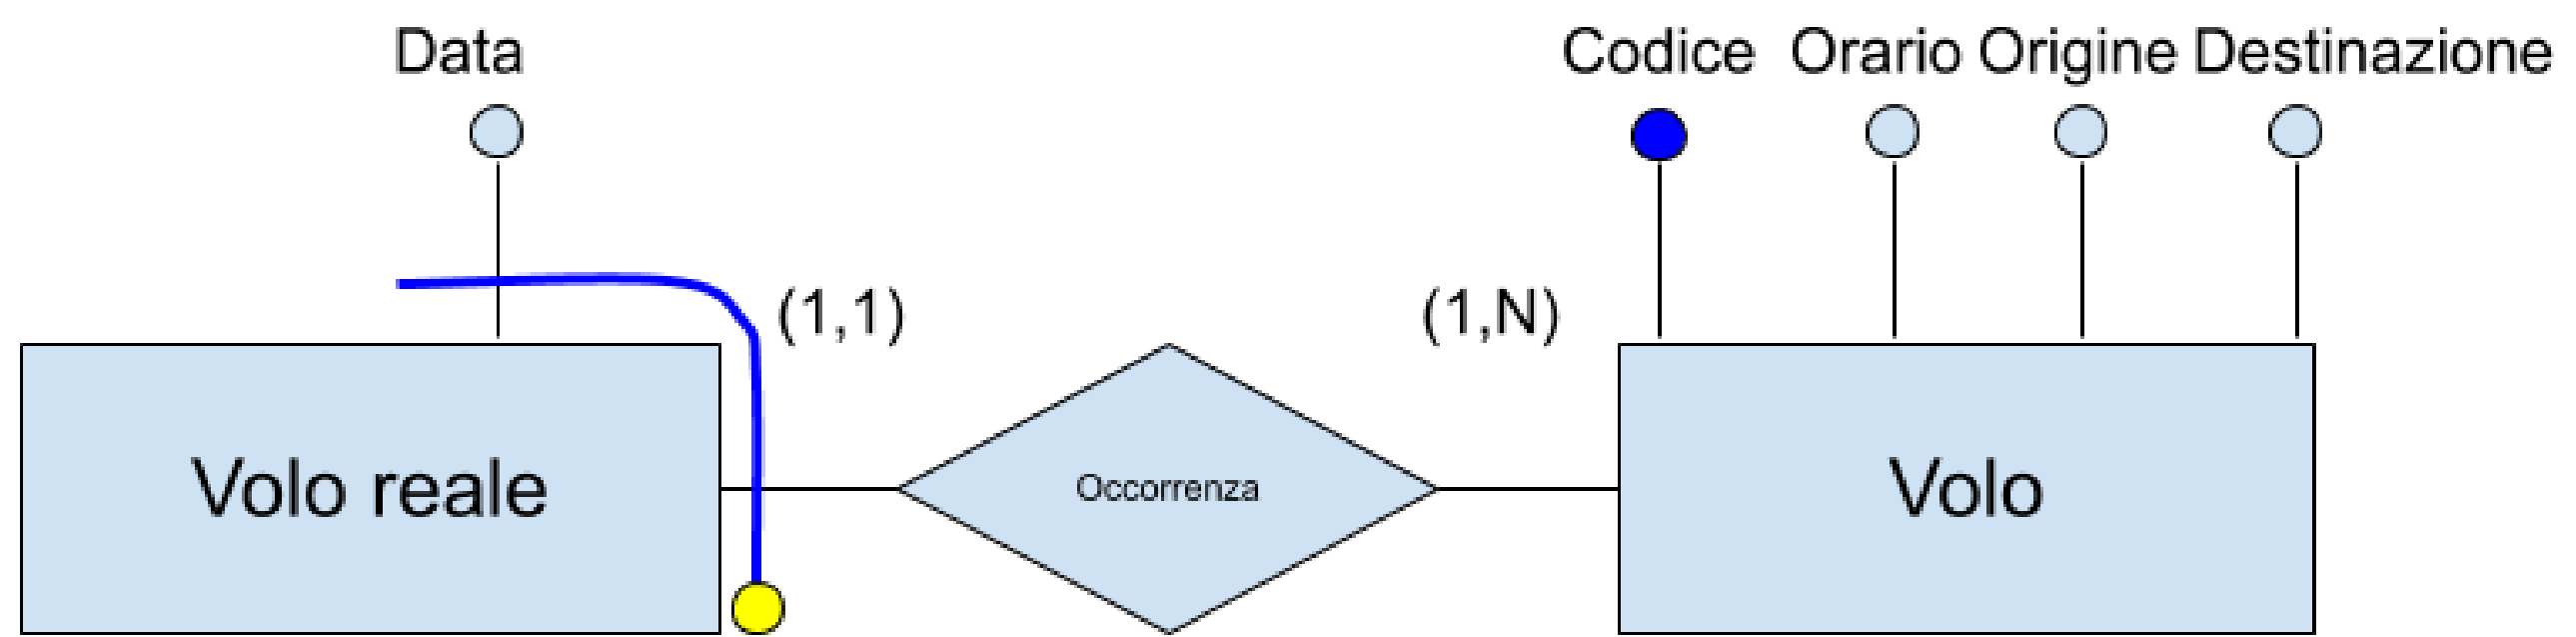 Data
Codice Orario Origine Destinazione
(1,1)
(1,N)
Volo reale
Occorrenza
Volo